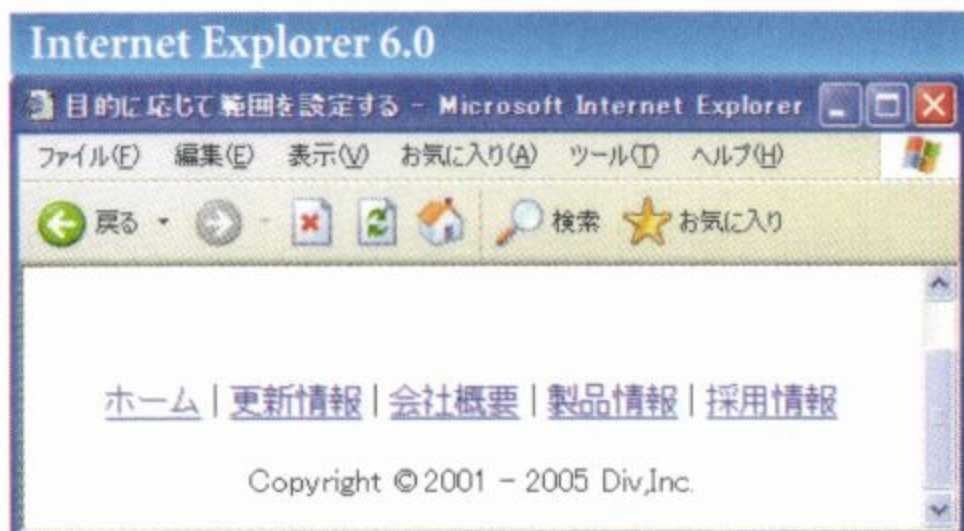 Internet Explorer 6.0
目的に応じて範囲を設定する - Microsoft Internet Explorer
ファイル(F) 編集(E) 表示(V) お気に入り(A) ツール(T) ヘルプ(H)
戻る 検索 お気に入り
ホーム | 更新情報 | 会社概要 | 製品情報 | 採用情報
Copyright © 2001 - 2005 Div,Inc.